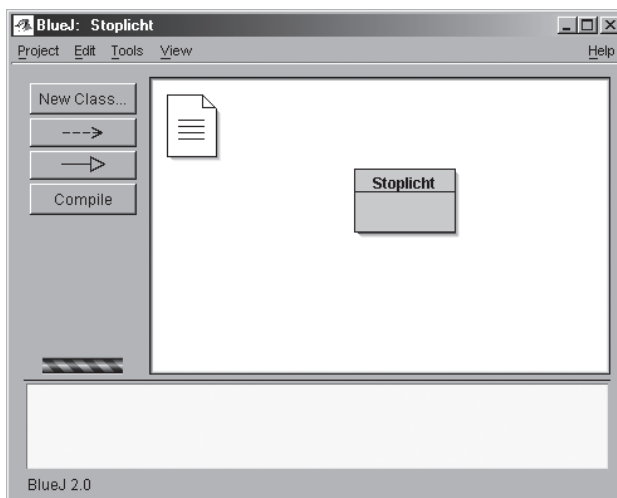 BlueJ: Stoplicht
Project Edit Tools View Help
New Class...
Stoplicht
Compile
BlueJ 2.0